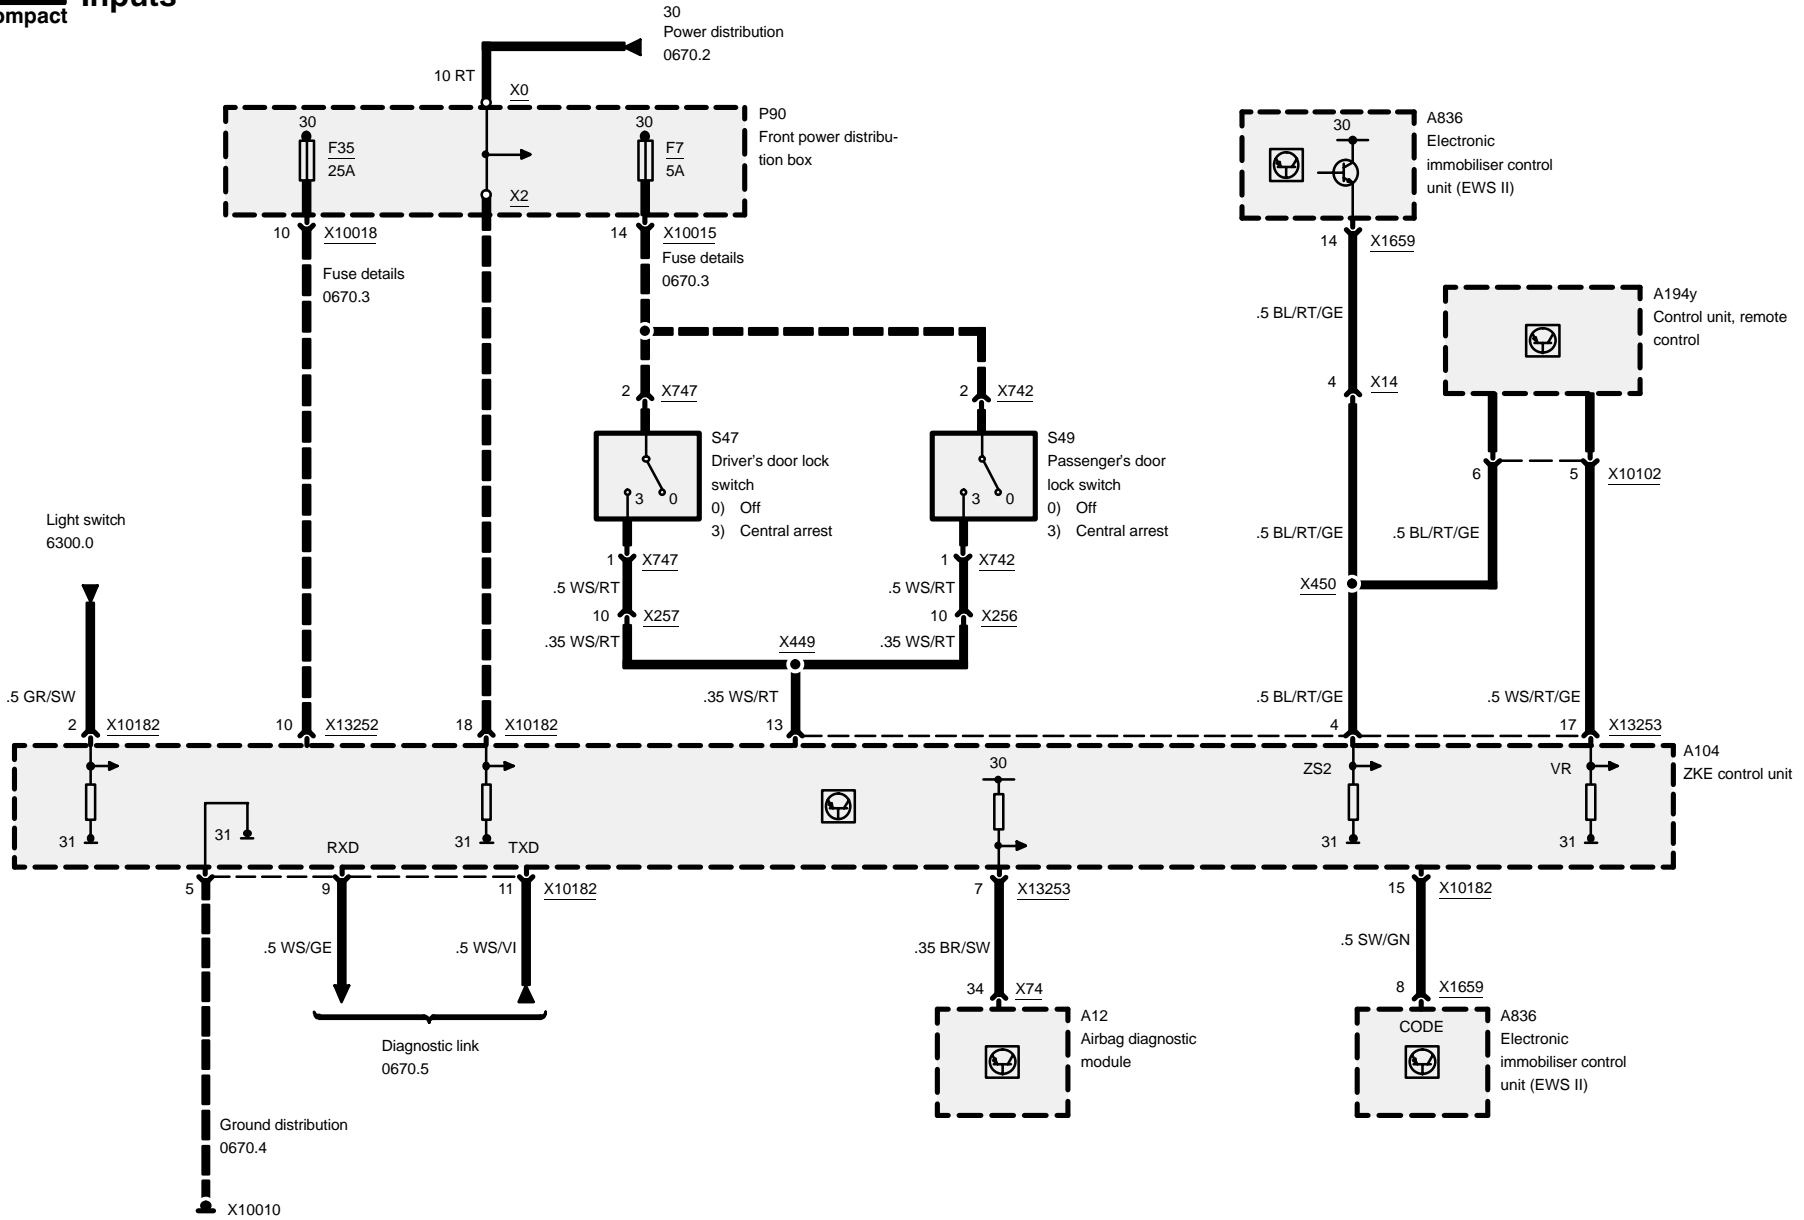 Inputs
30
Power distribution
0670.2
10 RT
X0
P90
Front power distribu-
tion box
30
F35
25A
30
F7
5A
X2
10
X10018
Fuse details
0670.3
14
X10015
Fuse details
0670.3
A836
Electronic
immobiliser control
unit (EWS II)
30
14
X1659
.5 BL/RT/GE
A194y
Control unit, remote
control
4
X14
2
X747
2
X742
S47
Driver's door lock
switch
0) Off
3) Central arrest
3
0
S49
Passenger's door
lock switch
0) Off
3) Central arrest
3
0
6
5
X10102
Light switch
6300.0
.5 BL/RT/GE
.5 BL/RT/GE
1
X747
1
X742
.5 WS/RT
.5 WS/RT
X450
10
X257
10
X256
.35 WS/RT
X449
.35 WS/RT
.5 GR/SW
.35 WS/RT
.5 BL/RT/GE
.5 WS/RT/GE
2
X10182
10
X13252
18
X10182
13
4
17
X13253
A104
ZKE control unit
30
ZS2
VR
31
31
31
31
31
RXD
TXD
5
9
11
X10182
7
X13253
15
X10182
.5 WS/GE
.5 WS/VI
.35 BR/SW
.5 SW/GN
34
X74
8
X1659
A12
Airbag diagnostic
module
CODE
A836
Electronic
immobiliser control
unit (EWS II)
Diagnostic link
0670.5
Ground distribution
0670.4
X10010